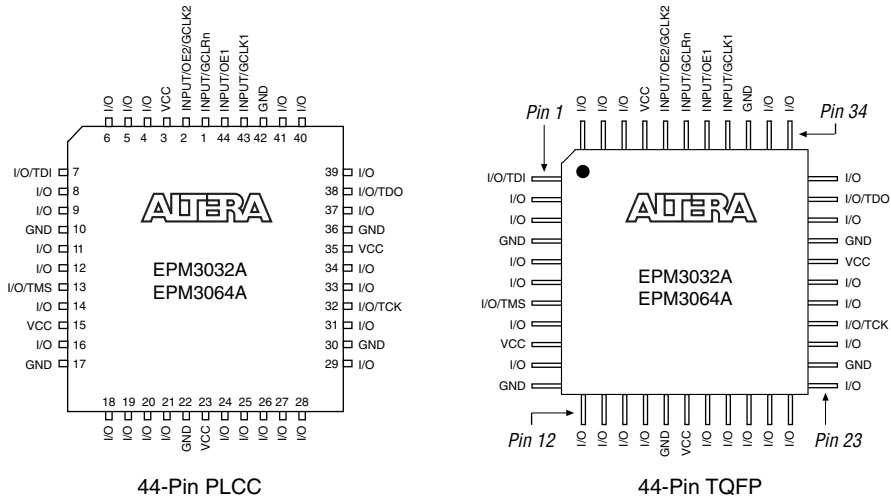 I/O
I/O
I/O
VCC
INPUT/OE2/GCLK2
INPUT/GCLRn
INPUT/OE1
INPUT/GCLK1
GND
I/O
I/O
6 5 4 3 2 1 44 43 42 41 40
I/O/TDI 7
I/O 8
I/O 9
GND 10
I/O 11
I/O 12
I/O/TMS 13
I/O 14
VCC 15
I/O 16
GND 17
ALTERA
EPM3032A
EPM3064A
39 I/O
38 I/O/TDO
37 I/O
36 GND
35 VCC
34 I/O
33 I/O
32 I/O/TCK
31 I/O
30 GND
29 I/O
18 19 20 21 22 23 24 25 26 27 28
I/O
I/O
I/O
I/O
GND
VCC
I/O
I/O
I/O
I/O
I/O
44-Pin PLCC
I/O
I/O
I/O
VCC
INPUT/OE2/GCLK2
INPUT/GCLRn
INPUT/OE1
INPUT/GCLK1
GND
I/O
I/O
Pin 1
Pin 34
I/O/TDI
I/O
I/O
GND
I/O
I/O
I/O/TMS
I/O
VCC
I/O
GND
ALTERA
EPM3032A
EPM3064A
I/O
I/O/TDO
I/O
GND
VCC
I/O
I/O
I/O/TCK
I/O
GND
I/O
Pin 12
Pin 23
I/O
I/O
I/O
I/O
GND
VCC
I/O
I/O
I/O
I/O
I/O
44-Pin TQFP